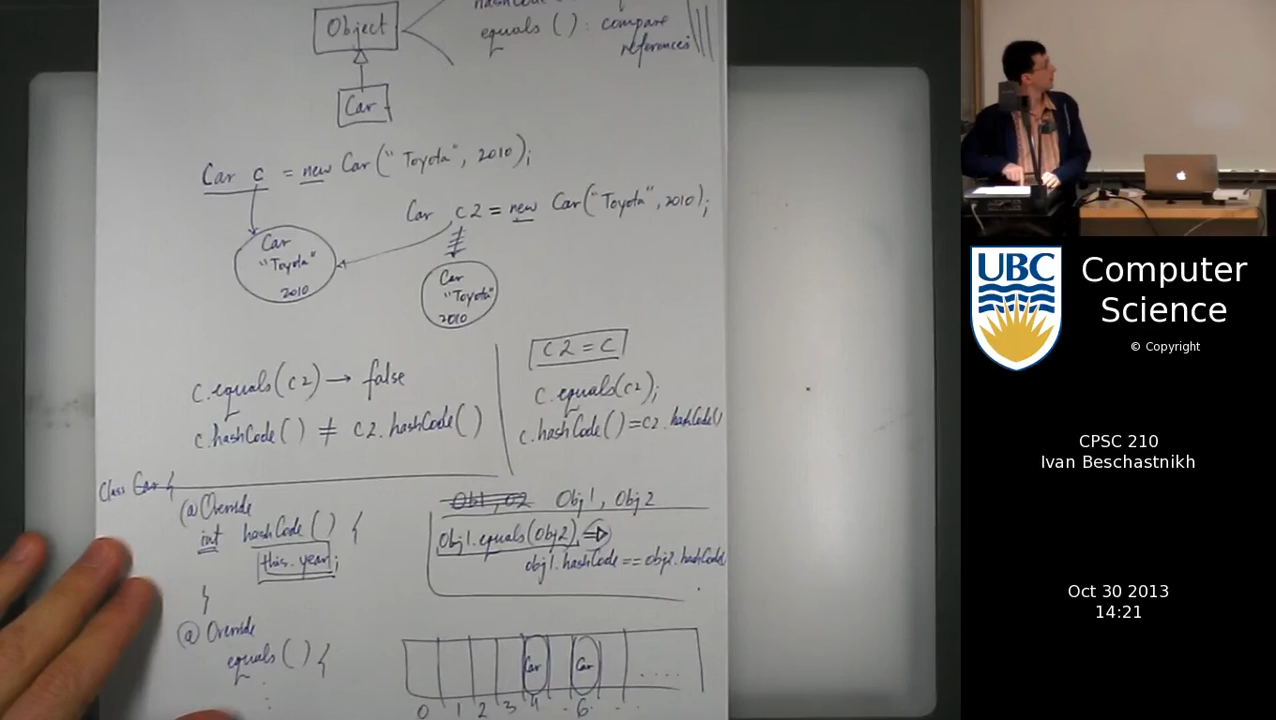 Object
hashCode
equals () : compare
references
Car
Car c = new Car("Toyota", 2010);
Car c2 = new Car("Toyota", 2010);
Car
"Toyota"
2010
Car
"Toyota"
2010
c.equals(c2) → false
c.hashCode() ≠ c2.hashCode()
c2 = c
c.equals(c2);
c.hashCode() = c2.hashCode()
Class Car {
@Override
int hashCode () {
this.year;
}
@Override
equals () {
Obj1, Obj2
Obj1.equals(Obj2) ⇒
obj1.hashCode == obj2.hashCode
Car Car ....
0 1 2 3 4 . 6 . .
UBC
Computer
Science
© Copyright
CPSC 210
Ivan Beschastnikh
Oct 30 2013
14:21